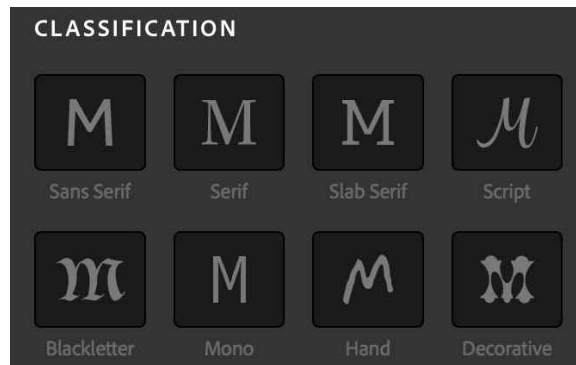 CLASSIFICATION
M M M M
Sans Serif Serif Slab Serif Script
M M M M
Blackletter Mono Hand Decorative